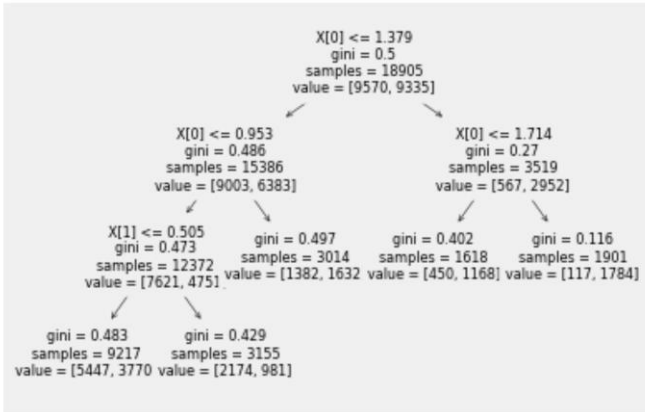 X[0] <= 1.379
gini = 0.5
samples = 18905
value = [9570, 9335]
X[0] <= 0.953
gini = 0.486
samples = 15386
value = [9003, 6383]
X[0] <= 1.714
gini = 0.27
samples = 3519
value = [567, 2952]
X[1] <= 0.505
gini = 0.473
samples = 12372
value = [7621, 4751]
gini = 0.497
samples = 3014
value = [1382, 1632
gini = 0.402
samples = 1618
value = [450, 1168]
gini = 0.116
samples = 1901
value = [117, 1784]
gini = 0.483
samples = 9217
value = [5447, 3770
gini = 0.429
samples = 3155
value = [2174, 981]